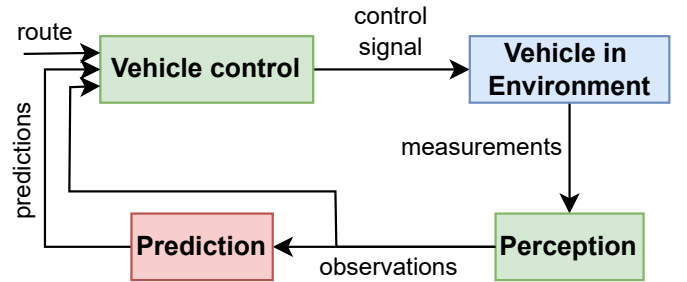 route
control
signal
Vehicle control
Vehicle in
Environment
predictions
measurements
Prediction
Perception
observations